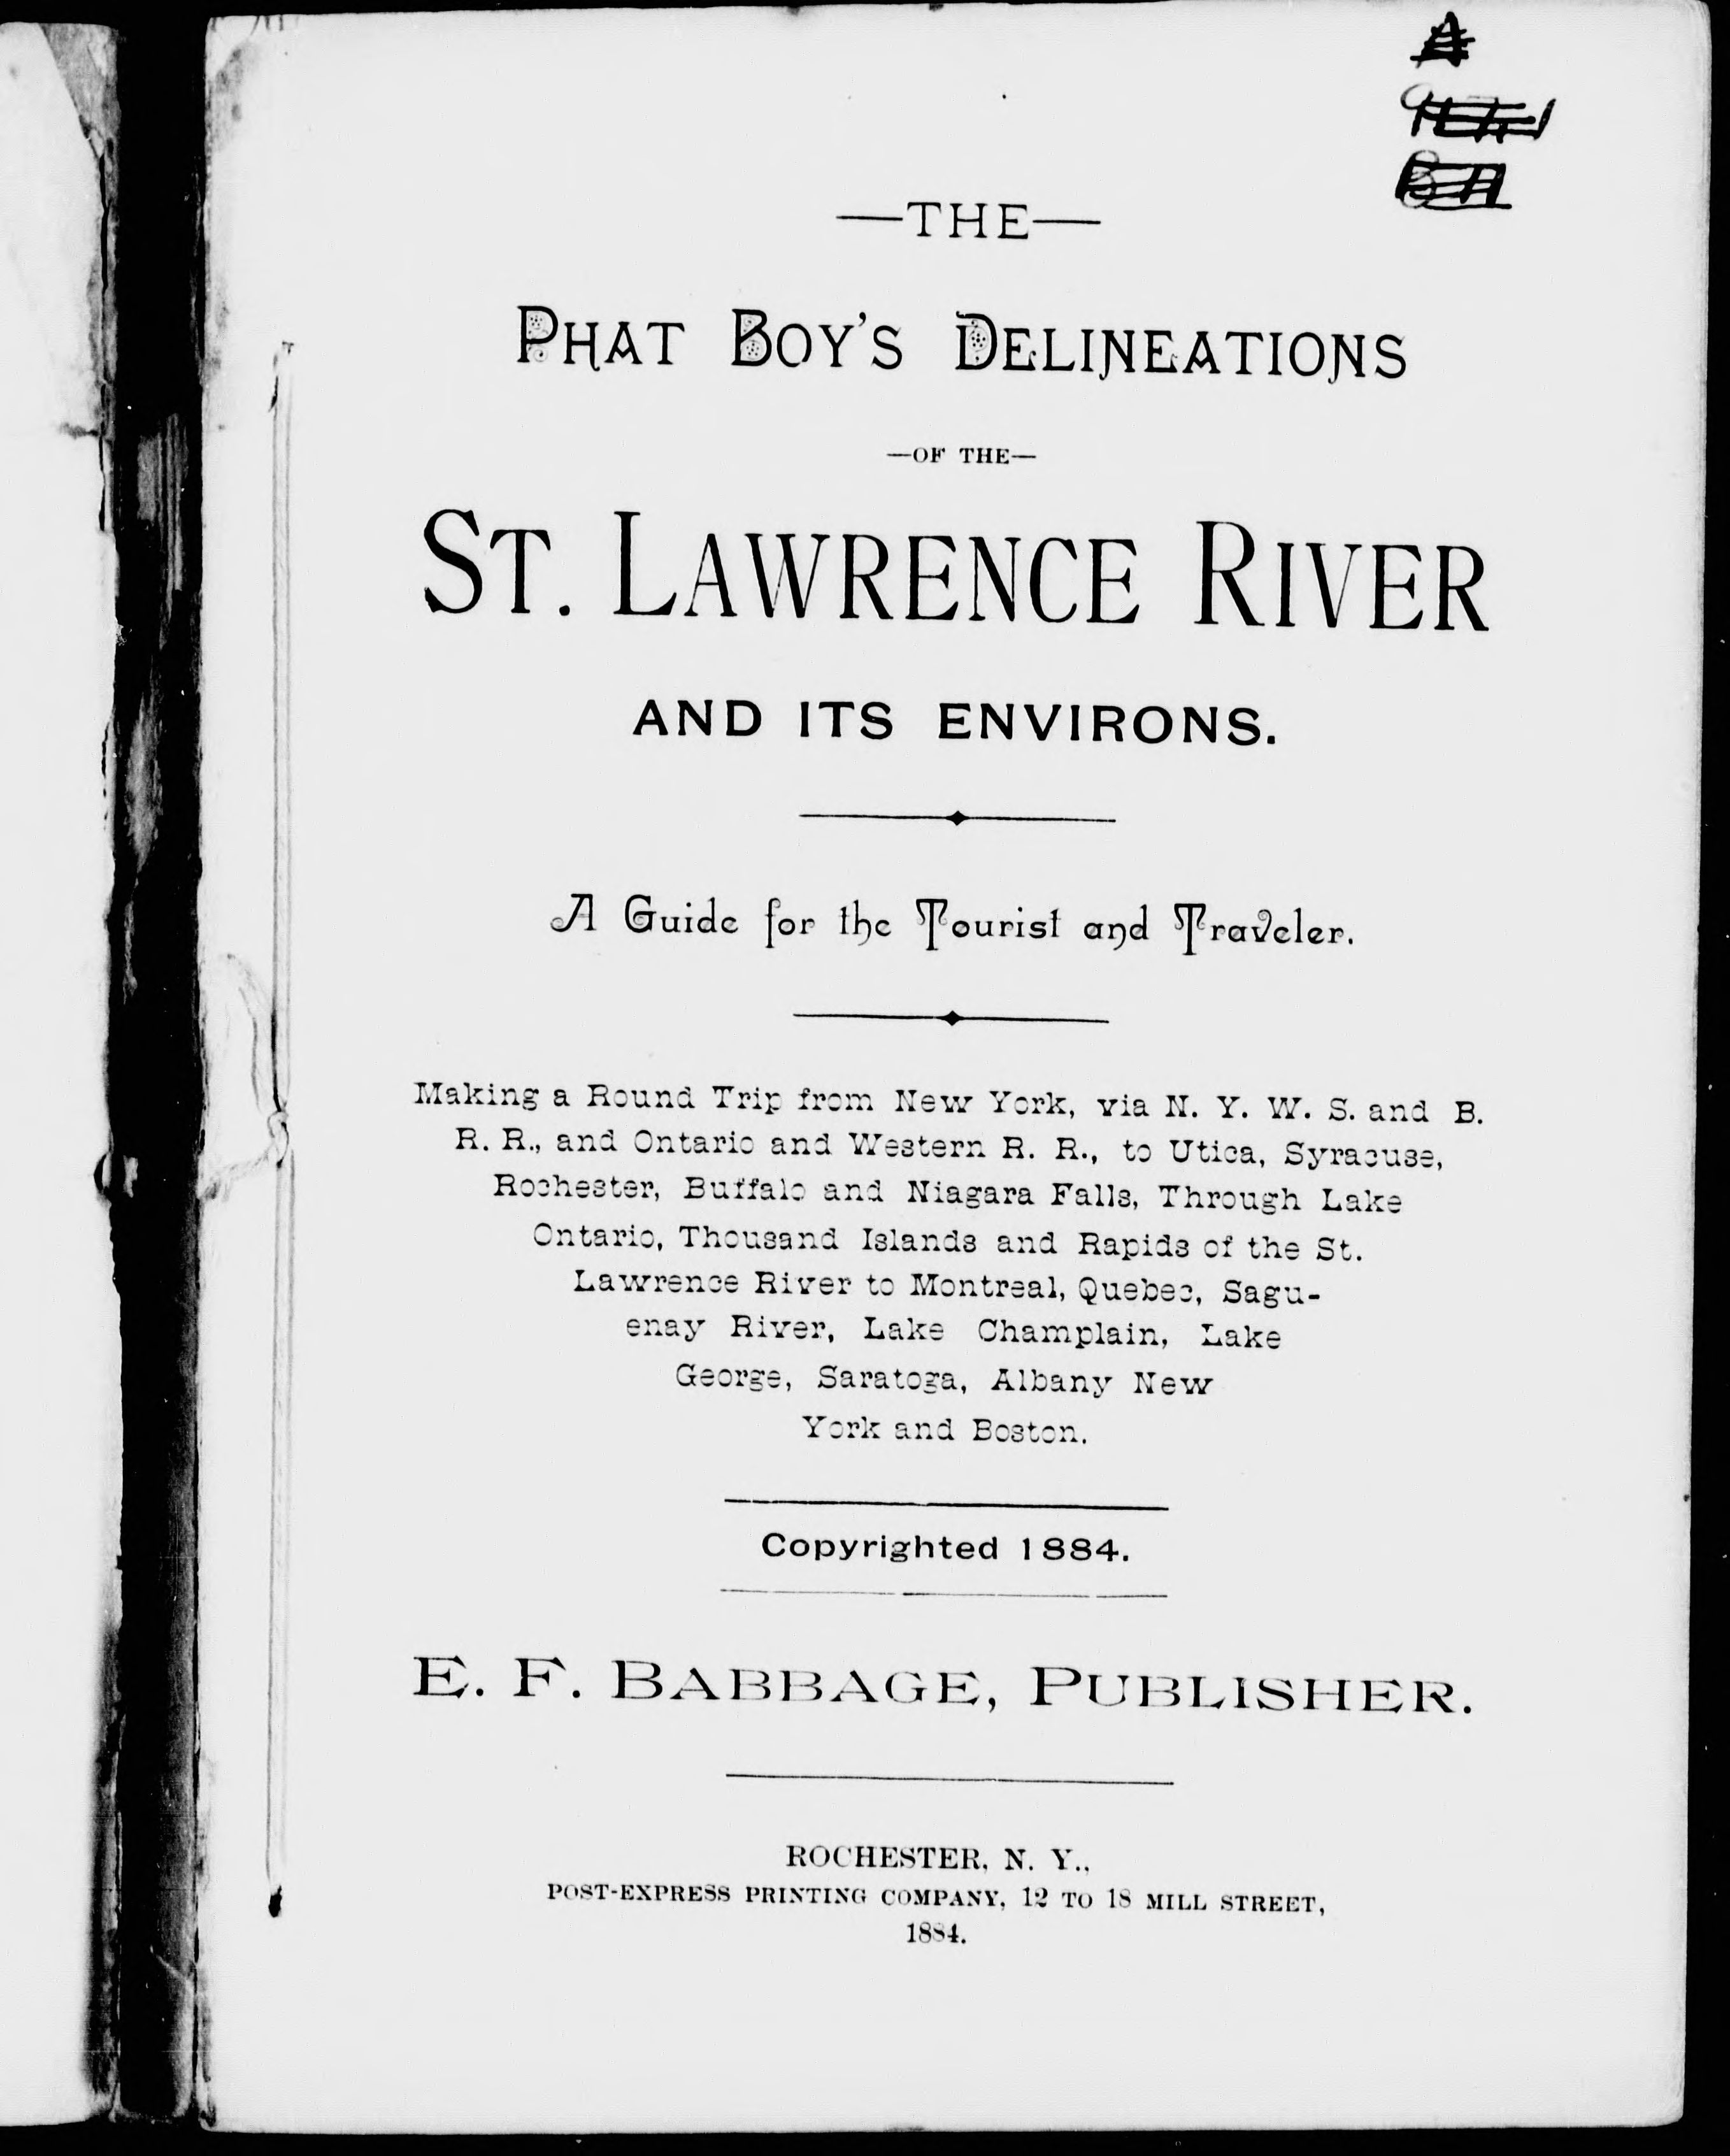 —THE—
PHAT BOY'S DELINEATIONS
—OF THE—
ST. LAWRENCE RIVER
AND ITS ENVIRONS.
A Guide for the Tourist and Traveler.
Making a Round Trip from New York, via N. Y. W. S. and B.
R. R., and Ontario and Western R. R., to Utica, Syracuse,
Rochester, Buffalo and Niagara Falls, Through Lake
Ontario, Thousand Islands and Rapids of the St.
Lawrence River to Montreal, Quebec, Sagu-
enay River, Lake Champlain, Lake
George, Saratoga, Albany New
York and Boston.
Copyrighted 1884.
E. F. BABBAGE, PUBLISHER.
ROCHESTER, N. Y.,
POST-EXPRESS PRINTING COMPANY, 12 TO 18 MILL STREET,
1884.